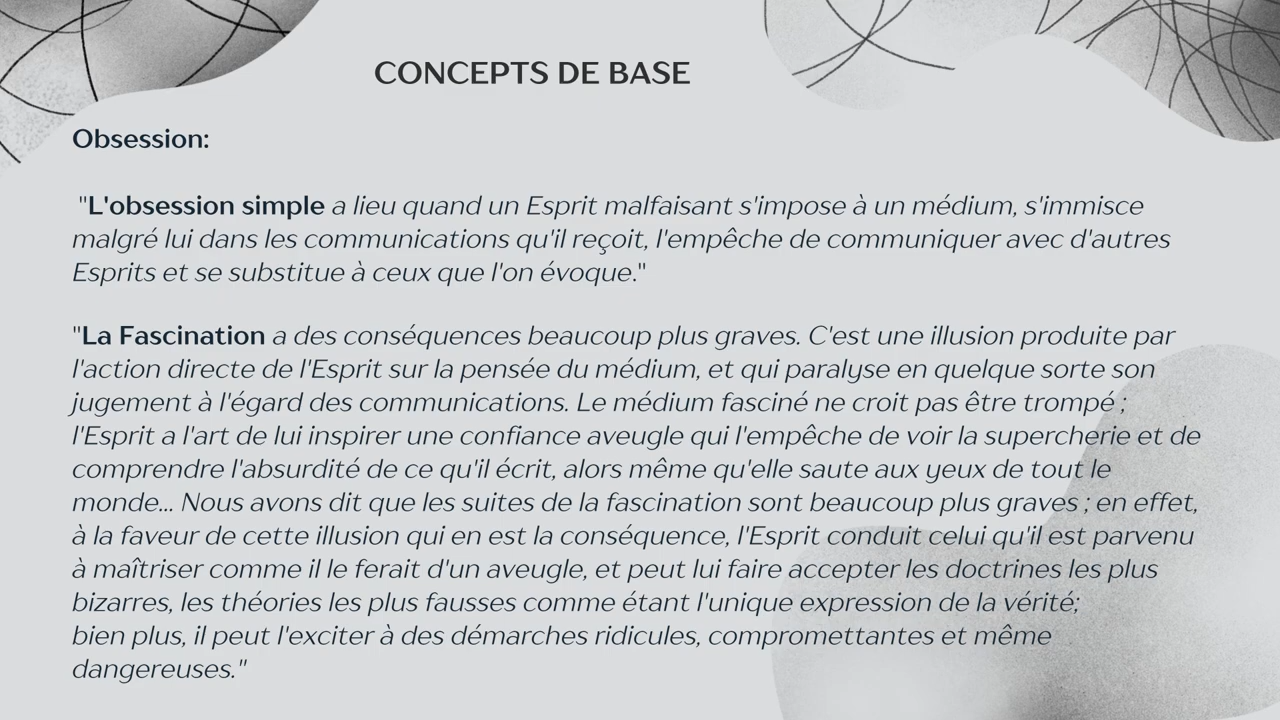 CONCEPTS DE BASE
Obsession:
"L'obsession simple a lieu quand un Esprit malfaisant s'impose à un médium, s'immisce
malgré lui dans les communications qu'il reçoit, l'empêche de communiquer avec d'autres
Esprits et se substitue à ceux que l'on évoque."
"La Fascination a des conséquences beaucoup plus graves. C'est une illusion produite par
l'action directe de l'Esprit sur la pensée du médium, et qui paralyse en quelque sorte son
jugement à l'égard des communications. Le médium fasciné ne croit pas être trompé ;
l'Esprit a l'art de lui inspirer une confiance aveugle qui l'empêche de voir la supercherie et de
comprendre l'absurdité de ce qu'il écrit, alors même qu'elle saute aux yeux de tout le
monde... Nous avons dit que les suites de la fascination sont beaucoup plus graves ; en effet,
à la faveur de cette illusion qui en est la conséquence, l'Esprit conduit celui qu'il est parvenu
à maîtriser comme il le ferait d'un aveugle, et peut lui faire accepter les doctrines les plus
bizarres, les théories les plus fausses comme étant l'unique expression de la vérité;
bien plus, il peut l'exciter à des démarches ridicules, compromettantes et même
dangereuses."